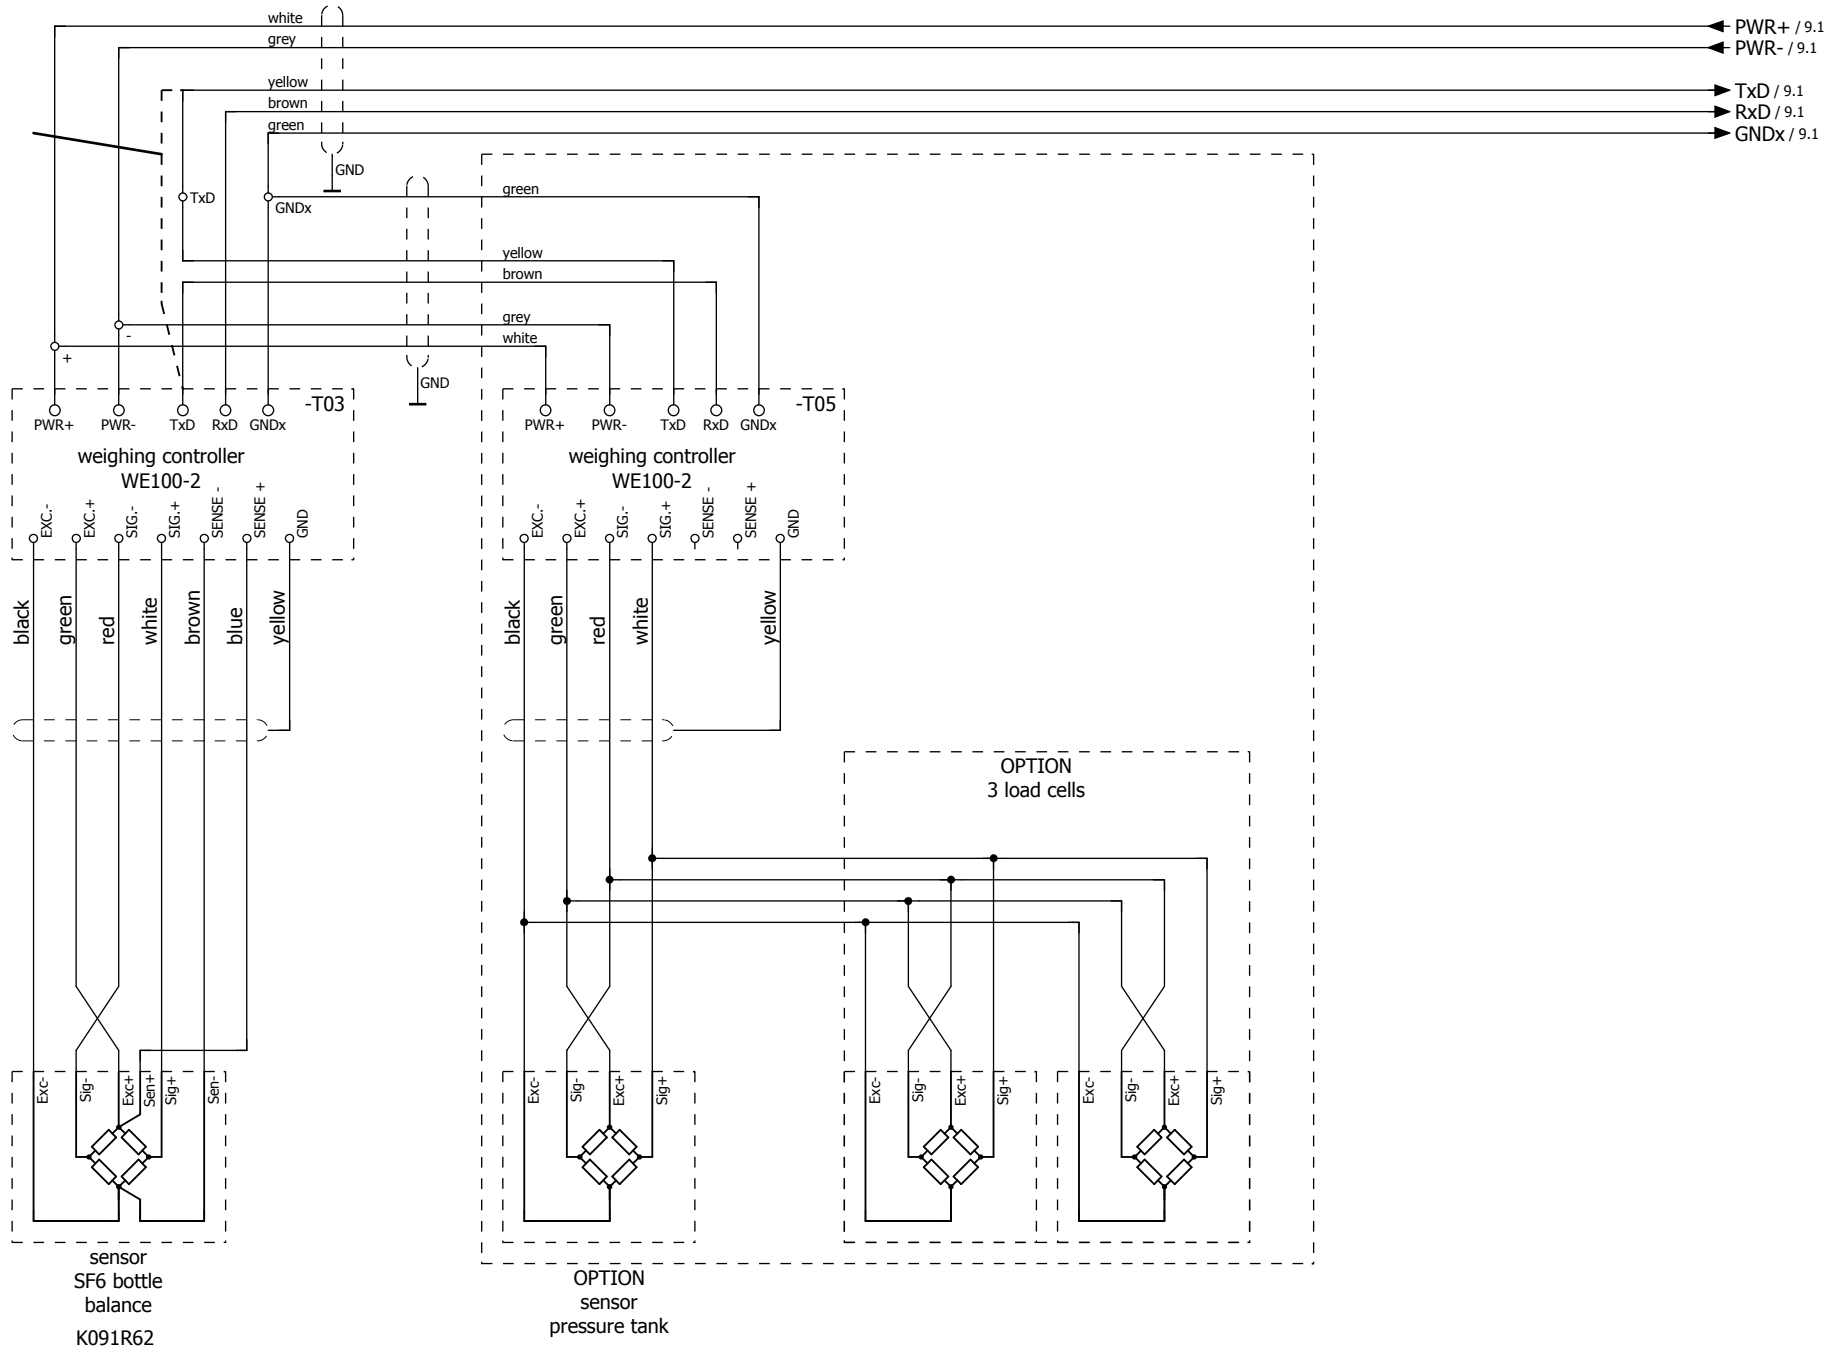 white
PWR+ / 9.1
grey
PWR- / 9.1
yellow
TxD / 9.1
brown
RxD / 9.1
green
GNDx / 9.1
GND
green
TxD
GNDx
yellow
brown
grey
-
white
+
GND
-T03
PWR+ PWR- TxD RxD GNDx
weighing controller
WE100-2
EXC.- EXC.+ SIG.- SIG.+ SENSE - SENSE + GND
black green red white brown blue yellow
-T05
PWR+ PWR- TxD RxD GNDx
weighing controller
WE100-2
EXC.- EXC.+ SIG.- SIG.+ SENSE - SENSE + GND
black green red white yellow
OPTION
3 load cells
Exc- Sig- Exc+ Sen+ Sig+ Sen-
Exc- Sig- Exc+ Sig+
Exc- Sig- Exc+ Sig+
Exc- Sig- Exc+ Sig+
sensor
SF6 bottle
balance
K091R62
OPTION
sensor
pressure tank